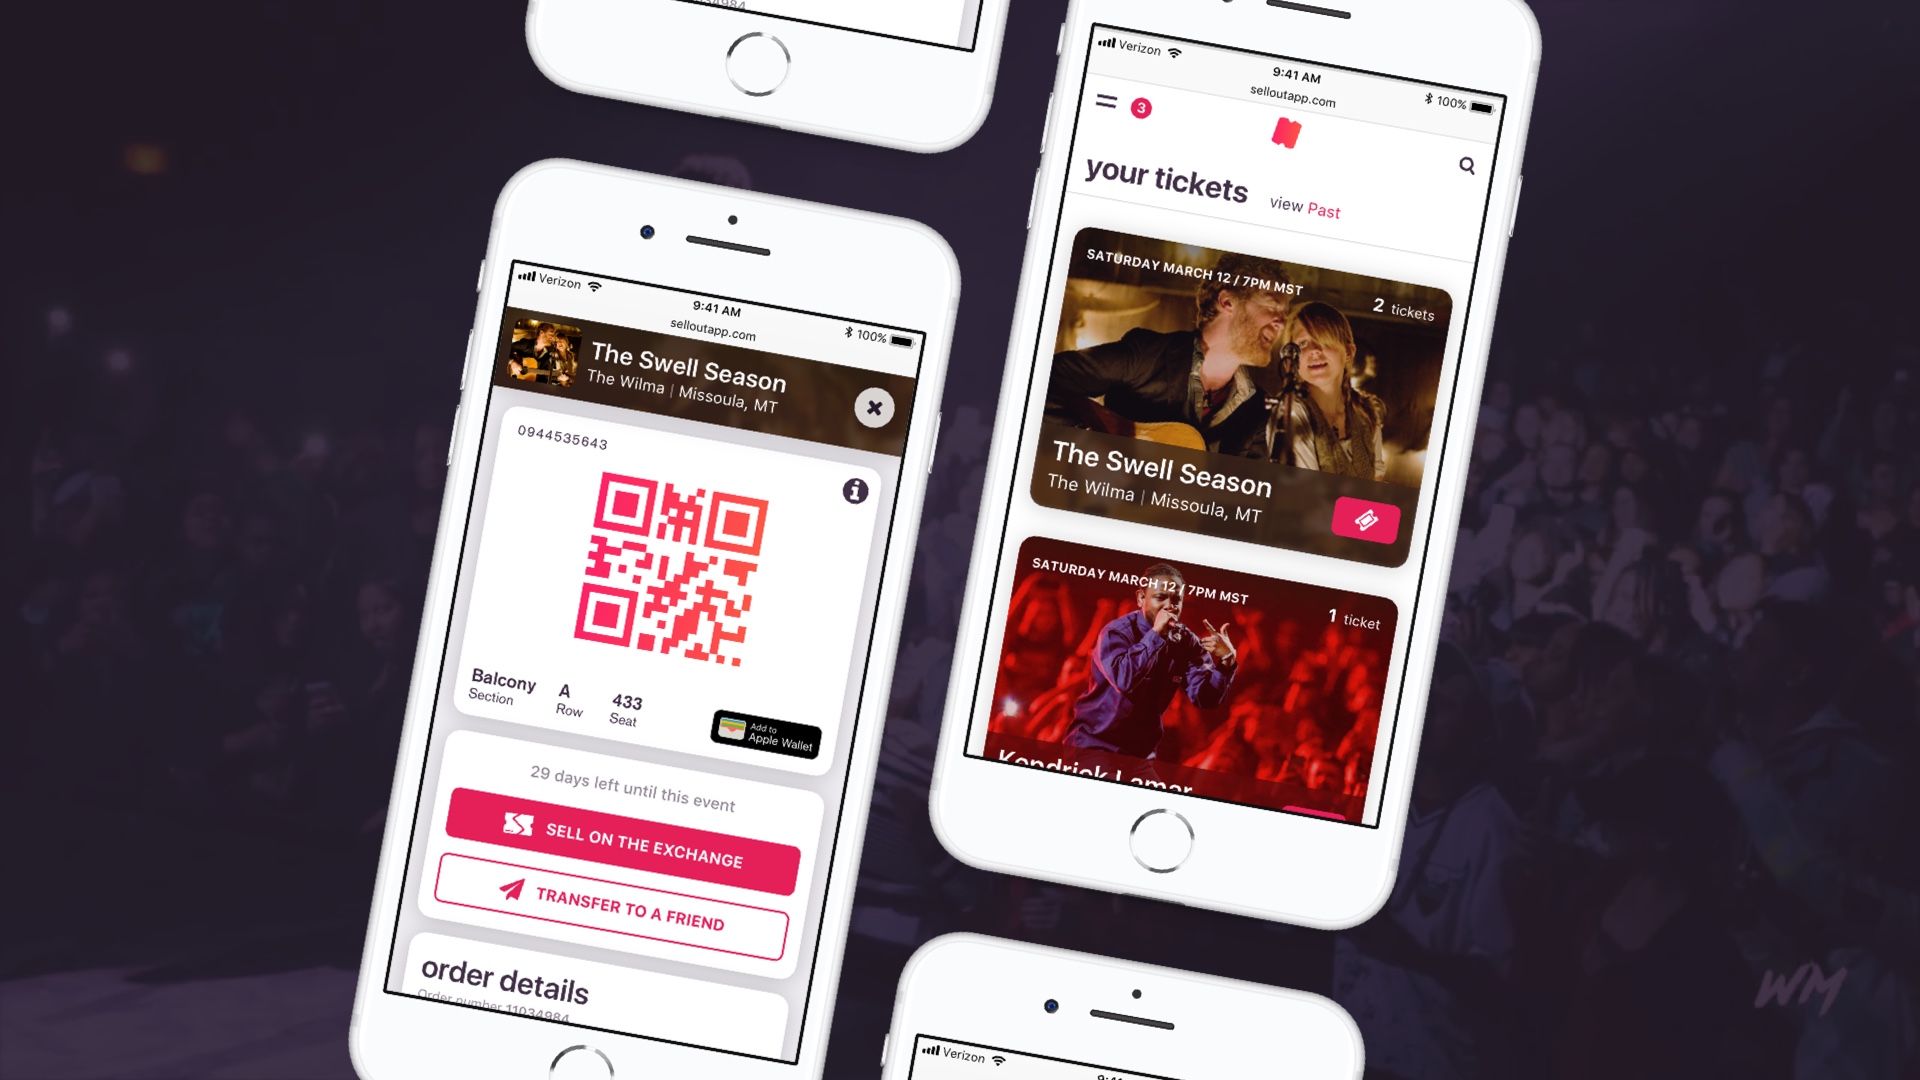 4984
Verizon
9:41 AM
selloutapp.com
100%
3
your tickets
view Past
SATURDAY MARCH 12 / 7PM MST
2 tickets
The Swell Season
The Wilma | Missoula, MT
SATURDAY MARCH 12 / 7PM MST
1 ticket
Kendrick Lamar
Verizon
9:41 AM
selloutapp.com
100%
The Swell Season
The Wilma | Missoula, MT
0944535643
Balcony
Section
A
Row
433
Seat
Add to
Apple Wallet
29 days left until this event
SELL ON THE EXCHANGE
TRANSFER TO A FRIEND
order details
Order number 11034984
Verizon
9:41
WM